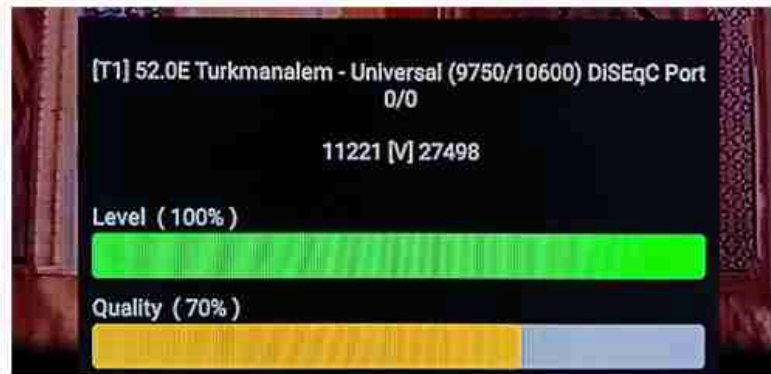 [T1] 52.0E Turkmanalem - Universal (9750/10600) DiSEqC Port
0/0
11221 [V] 27498
Level ( 100% )
Quality ( 70% )